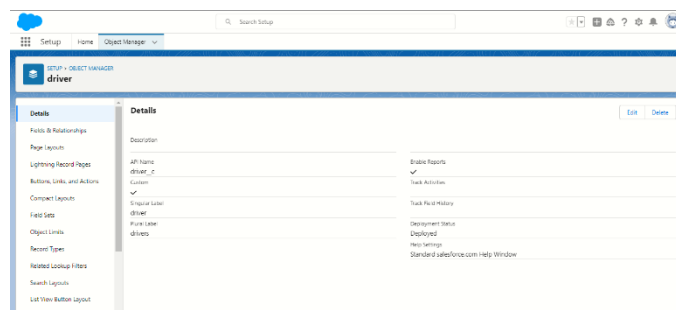 Search Setup
Setup
Home
Object Manager
SETUP > OBJECT MANAGER
driver
Details
Fields & Relationships
Page Layouts
Lightning Record Pages
Buttons, Links, and Actions
Compact Layouts
Field Sets
Object Limits
Record Types
Related Lookup Filters
Search Layouts
List View Button Layout
Details
Edit
Delete
Description
API Name
driver__c
Custom
Singular Label
driver
Plural Label
drivers
Enable Reports
Track Activities
Track Field History
Deployment Status
Deployed
Help Settings
Standard salesforce.com Help Window